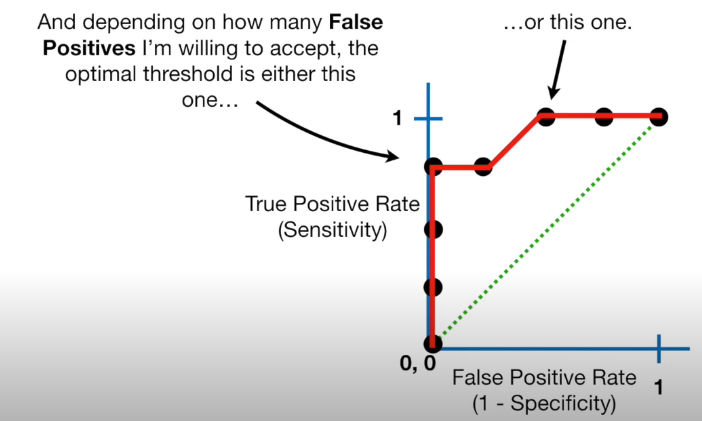 And depending on how many False
Positives I'm willing to accept, the
optimal threshold is either this
one...
...or this one.
1
True Positive Rate
(Sensitivity)
0, 0
False Positive Rate
(1 - Specificity)
1